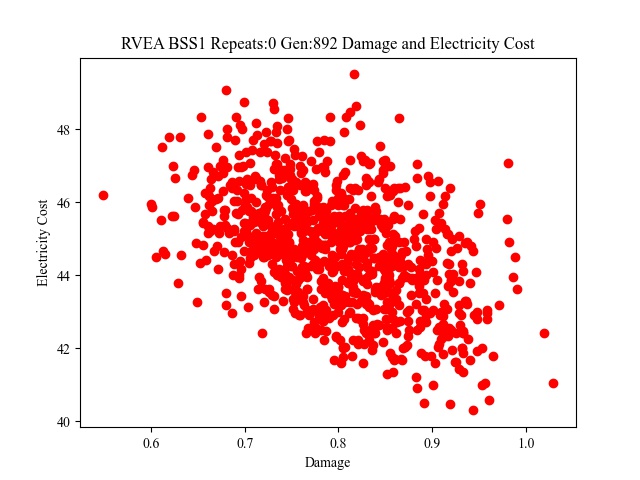 RVEA BSS1 Repeats:0 Gen:892 Damage and Electricity Cost
48
46
44
42
40
Electricity Cost
0.6 0.7 0.8 0.9 1.0
Damage